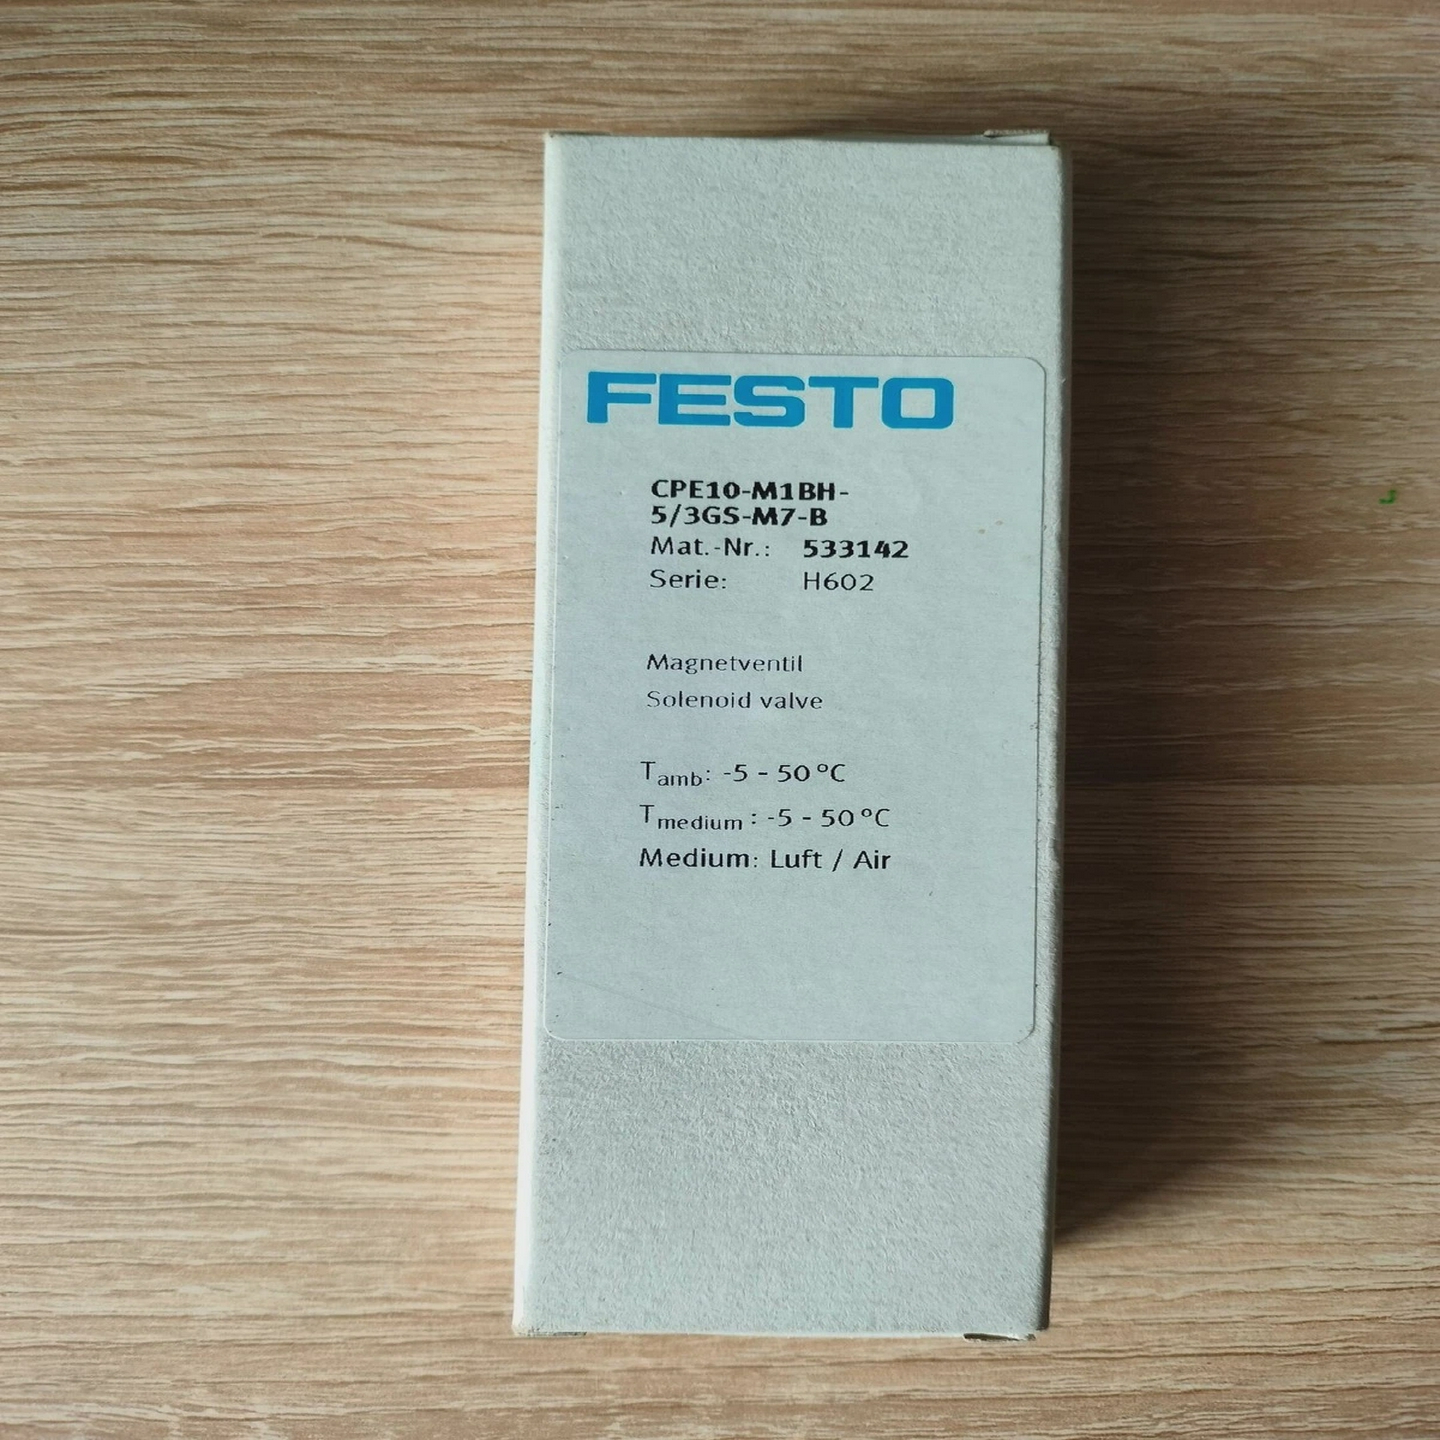 FESTO
CPE10-M1BH-
5/3GS-M7-B
Mat.-Nr.: 533142
Serie: H602
Magnetventil
Solenoid valve
Tamb: -5 - 50 °C
Tmedium : -5 - 50 °C
Medium: Luft / Air